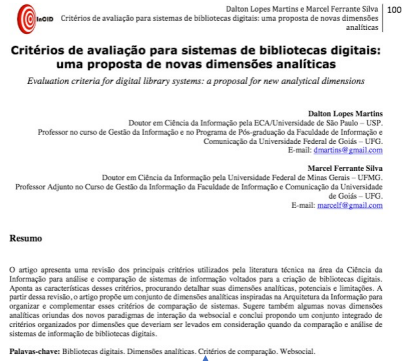 Dalton Lopes Martins e Marcel Ferrante Silva
100
InCID
Critérios de avaliação para sistemas de bibliotecas digitais: uma proposta de novas dimensões
analíticas
Critérios de avaliação para sistemas de bibliotecas digitais:
uma proposta de novas dimensões analíticas
Evaluation criteria for digital library systems: a proposal for new analytical dimensions
Dalton Lopes Martins
Doutor em Ciência da Informação pela ECA/Universidade de São Paulo – USP.
Professor no curso de Gestão da Informação e no Programa de Pós-graduação da Faculdade de Informação e
Comunicação da Universidade Federal de Goiás – UFG.
E-mail: dmartins@gmail.com
Marcel Ferrante Silva
Doutor em Ciência da Informação pela Universidade Federal de Minas Gerais – UFMG.
Professor Adjunto no Curso de Gestão da Informação da Faculdade de Informação e Comunicação da Universidade
de Goiás – UFG.
E-mail: marcelf@gmail.com
Resumo
O artigo apresenta uma revisão dos principais critérios utilizados pela literatura técnica na área da Ciência da
Informação para análise e comparação de sistemas de informação voltados para a criação de bibliotecas digitais.
Aponta as características desses critérios, procurando detalhar suas dimensões analíticas, potenciais e limitações. A
partir dessa revisão, o artigo propõe um conjunto de dimensões analíticas inspiradas na Arquitetura da Informação para
organizar e complementar esses critérios de comparação de sistemas. Sugere também algumas novas dimensões
analíticas oriundas dos novos paradigmas de interação da websocial e conclui propondo um conjunto integrado de
critérios organizados por dimensões que deveriam ser levados em consideração quando da comparação e análise de
sistemas de informação de bibliotecas digitais.
Palavras-chave: Bibliotecas digitais. Dimensões analíticas. Critérios de comparação. Websocial.